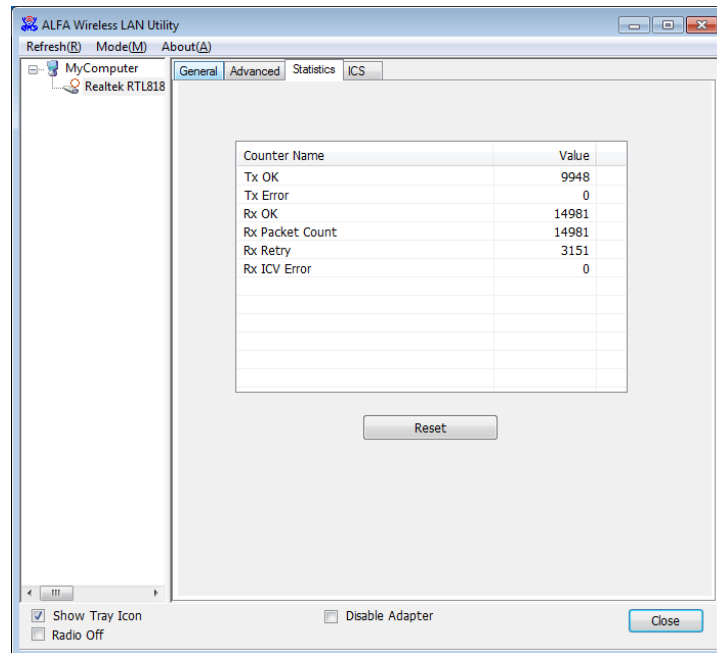 ALFA Wireless LAN Utility
Refresh(R) Mode(M) About(A)
MyComputer
Realtek RTL818
General Advanced Statistics ICS
Counter Name Value
Tx OK 9948
Tx Error 0
Rx OK 14981
Rx Packet Count 14981
Rx Retry 3151
Rx ICV Error 0
Reset
Show Tray Icon
Radio Off
Disable Adapter
Close